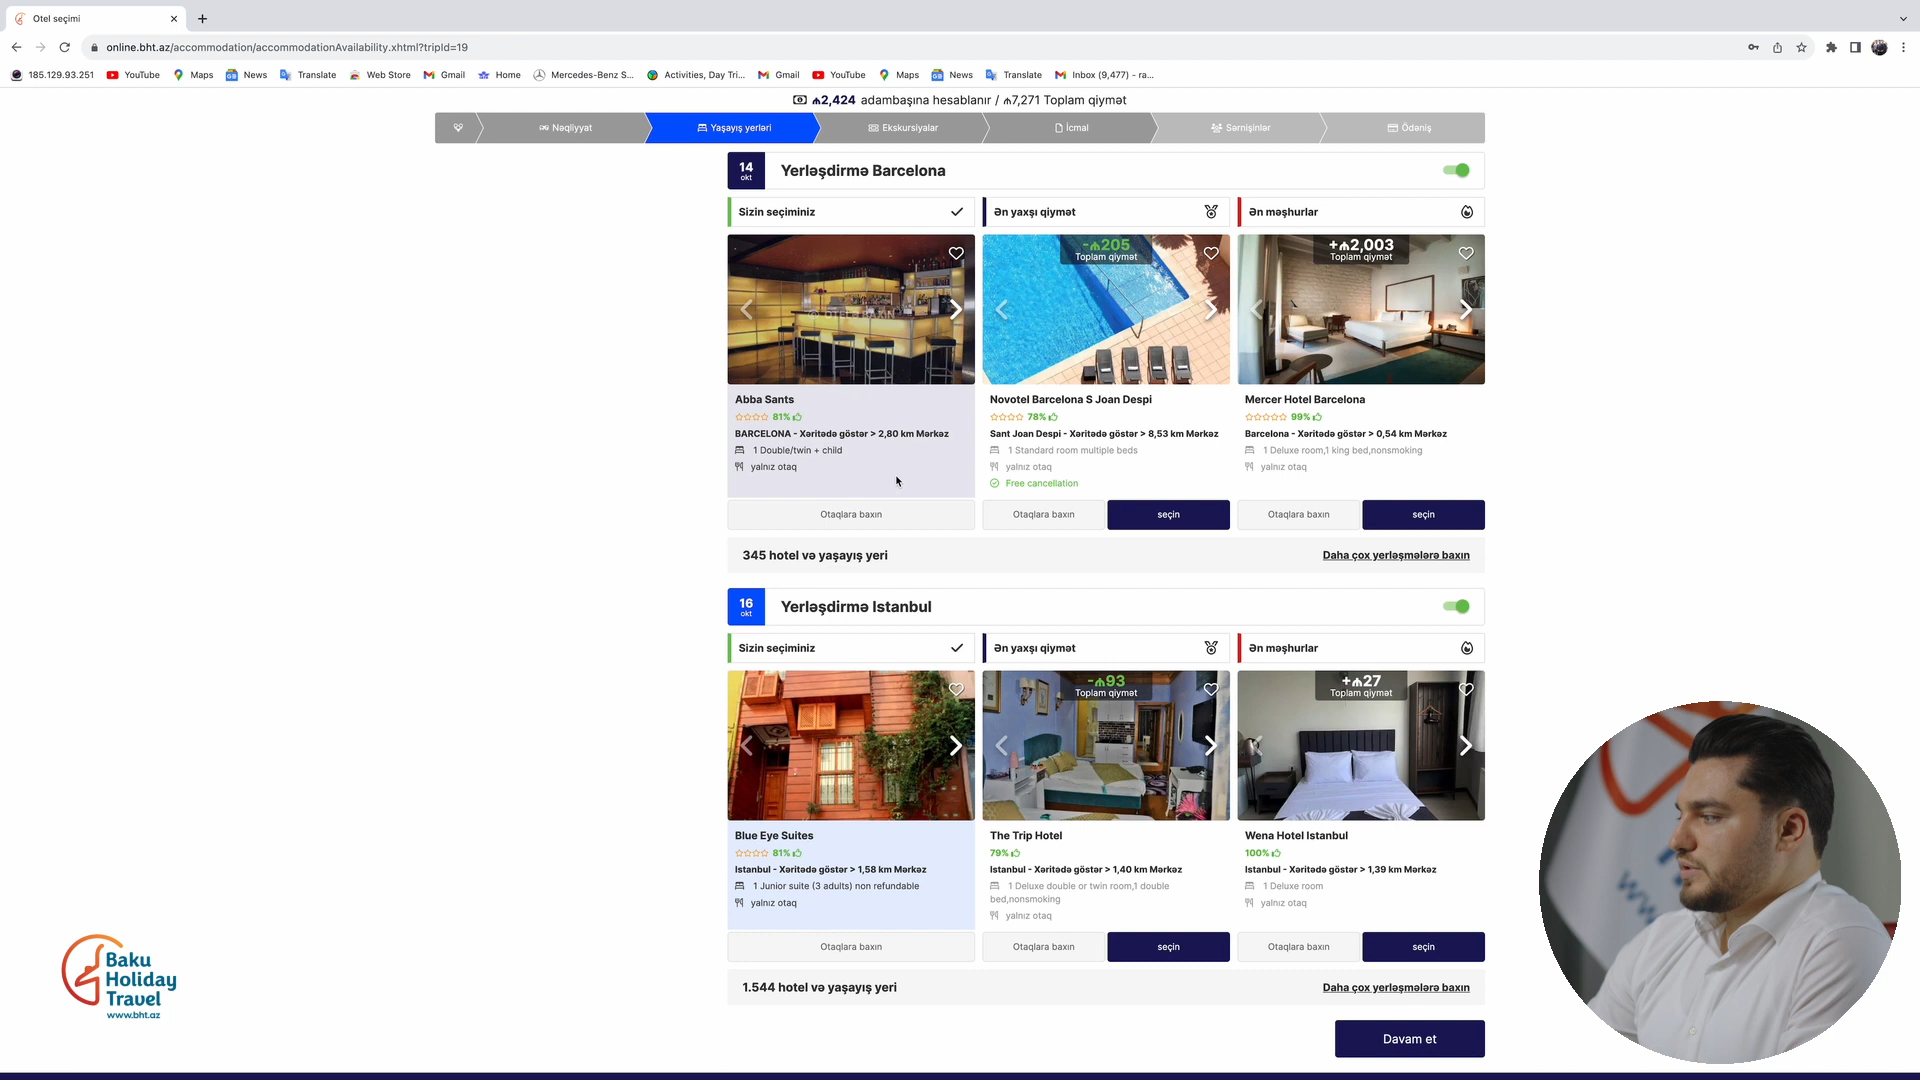 Otel seçimi
online.bht.az/accommodation/accommodationAvailability.xhtml?tripId=19
185.129.93.251
YouTube
Maps
News
Translate
Web Store
Gmail
Home
Mercedes-Benz S...
Activities, Day Tri...
Gmail
YouTube
Maps
News
Translate
Inbox (9,477) - ra...
₼2,424 adambaşına hesablanır / ₼7,271 Toplam qiymət
Nəqliyyat
Yaşayış yerləri
Ekskursiyalar
İcmal
Sərnişinlər
Ödəniş
14
okt
Yerləşdirmə Barcelona
Sizin seçiminiz
Ən yaxşı qiymət
Ən məşhurlar
-₼205
Toplam qiymət
+₼2,003
Toplam qiymət
Abba Sants
81%
BARCELONA - Xəritədə göstər > 2,80 km Mərkəz
1 Double/twin + child
yalnız otaq
Otaqlara baxın
Novotel Barcelona S Joan Despi
78%
Sant Joan Despi - Xəritədə göstər > 8,53 km Mərkəz
1 Standard room multiple beds
yalnız otaq
Free cancellation
Otaqlara baxın
seçin
Mercer Hotel Barcelona
99%
Barcelona - Xəritədə göstər > 0,54 km Mərkəz
1 Deluxe room,1 king bed,nonsmoking
yalnız otaq
Otaqlara baxın
seçin
345 hotel və yaşayış yeri
Daha çox yerləşmələrə baxın
16
okt
Yerləşdirmə Istanbul
Sizin seçiminiz
Ən yaxşı qiymət
Ən məşhurlar
-₼93
Toplam qiymət
+₼27
Toplam qiymət
Blue Eye Suites
81%
Istanbul - Xəritədə göstər > 1,58 km Mərkəz
1 Junior suite (3 adults) non refundable
yalnız otaq
Otaqlara baxın
The Trip Hotel
79%
Istanbul - Xəritədə göstər > 1,40 km Mərkəz
1 Deluxe double or twin room,1 double
bed,nonsmoking
yalnız otaq
Otaqlara baxın
seçin
Wena Hotel Istanbul
100%
Istanbul - Xəritədə göstər > 1,39 km Mərkəz
1 Deluxe room
yalnız otaq
Otaqlara baxın
seçin
1.544 hotel və yaşayış yeri
Daha çox yerləşmələrə baxın
Davam et
Baku
Holiday
Travel
www.bht.az